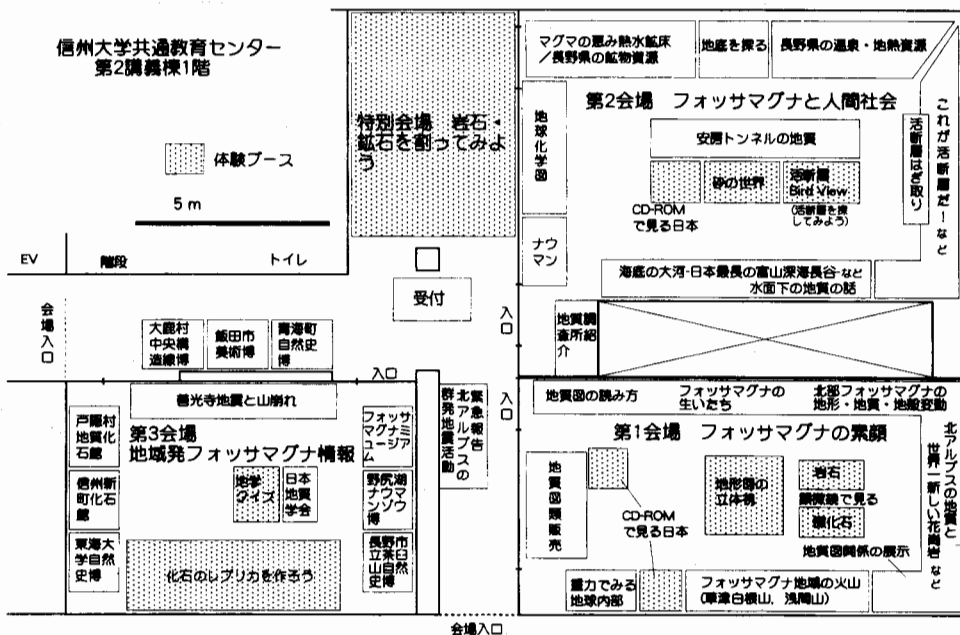 信州大学共通教育センター
第2講義棟1階
体験ブース
5 m
EV
階段
トイレ
特別会場 岩石・
鉱石を割ってみよ
う
受付
会場入口
大鹿村
中央構
造線博
飯田市
美術博
青海町
自然史
博
入口
入口
入口
マグマの恵み熱水鉱床
／長野県の鉱物資源
地底を探る
長野県の温泉・地熱資源
第2会場 フォッサマグナと人間社会
地球化学図
ナウ
マン
安房トンネルの地質
砂の世界
活断層
Bird View
(活断層を探
してみよう)
CD-ROM
で見る日本
活断層はぎ取り
これが活断層だ！など
海底の大河-日本最長の富山深海長谷-など
水面下の地質の話
地質調
査所紹
介
善光寺地震と山崩れ
第3会場
地域発フォッサマグナ情報
戸隠村
地質化
石館
信州新
町化石
館
東海大
学自然
史博
地学
クイズ
日本
地質
学会
フォッサ
マグナミ
ュージア
ム
野尻湖
ナウマ
ンゾウ
博
長野市
立茶臼
山自然
史博
化石のレプリカを作ろう
緊急報告
北アルプスの
群発地震活動
地質図の読み方
フォッサマグナの
生いたち
北部フォッサマグナの
地形・地質・地殻変動
第1会場 フォッサマグナの素顔
地質図類販売
CD-ROM
で見る日本
地形図の
立体視
岩石
顕微鏡で見る
微化石
地質図関係の展示
北アルプスの地質と
世界一新しい花崗岩など
重力でみる
地球内部
フォッサマグナ地域の火山
(草津白根山、浅間山)
会場入口